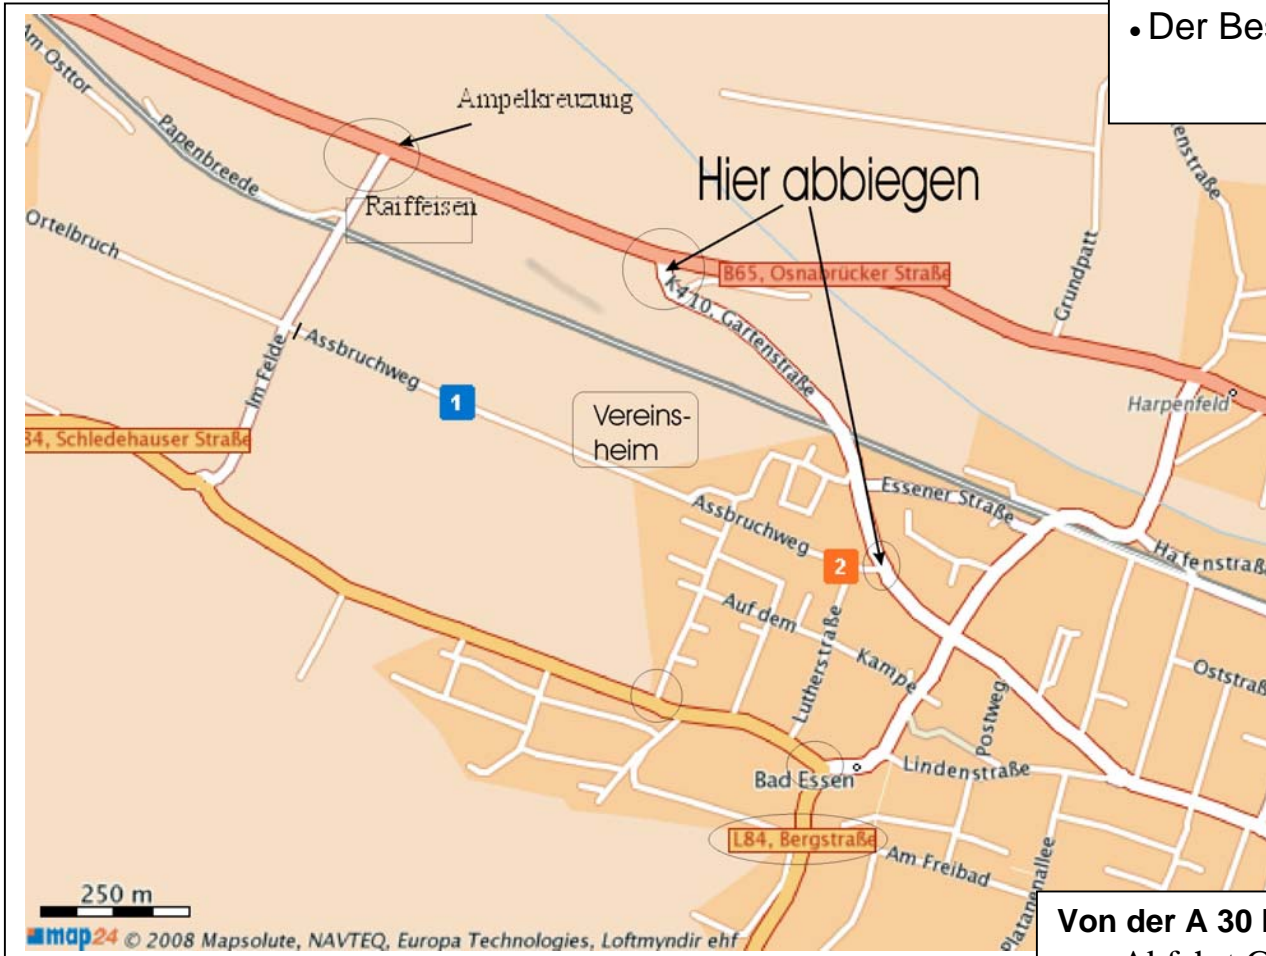 • Der Bes
Am Osttor
Ampelkreuzung
Papenbreede
Hier abbiegen
Raiffeisen
Ortelbruch
B65, Osnabrücker Straße
Grundpatt
K410, Gartenstraße
Assbruchweg
Im Felde
1
Vereins-
heim
Harpenfeld
84, Schledehauser Straße
Essener Straße
Assbruchweg
2
Hafenstraß
Auf dem
Kampe
Lutherstraße
Oststraß
Postweg
Lindenstraße
Bad Essen
L84, Bergstraße
Am Freibad
Platanenallee
250 m
map24 © 2008 Mapsolute, NAVTEQ, Europa Technologies, Loftmyndir ehf
Von der A 30